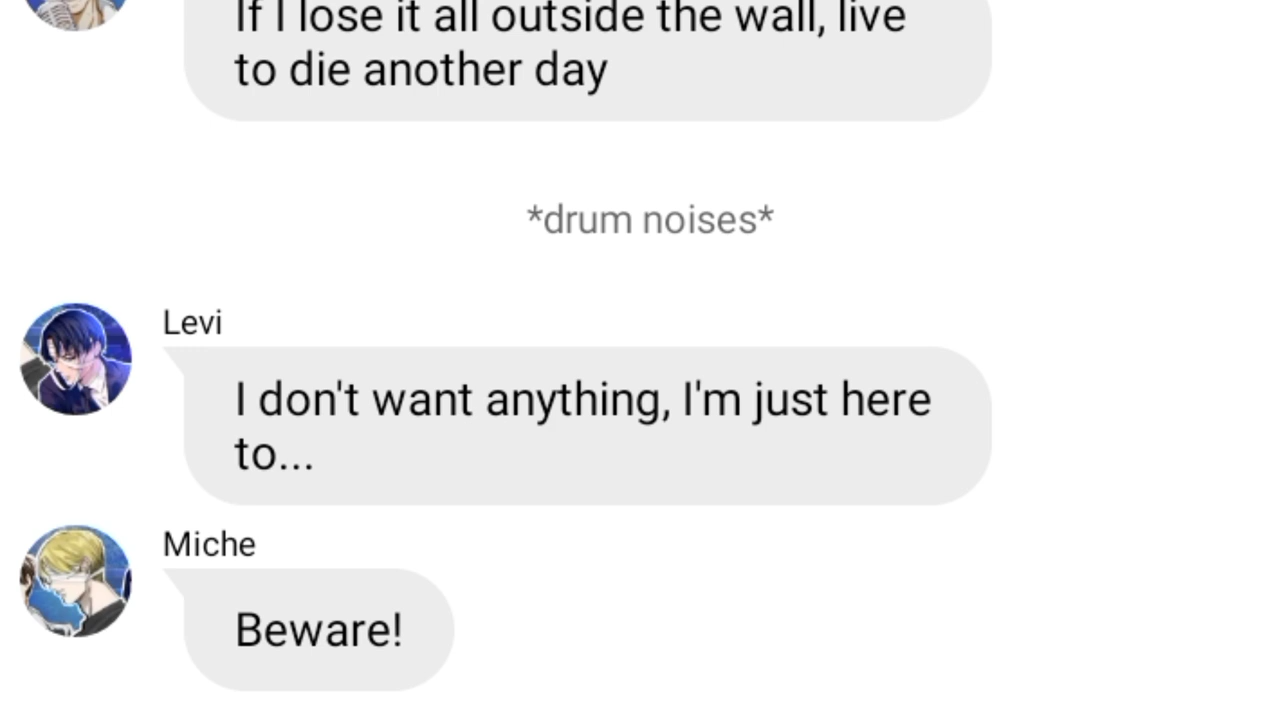 If I lose it all outside the wall, live
to die another day
*drum noises*
Levi
I don't want anything, I'm just here
to...
Miche
Beware!